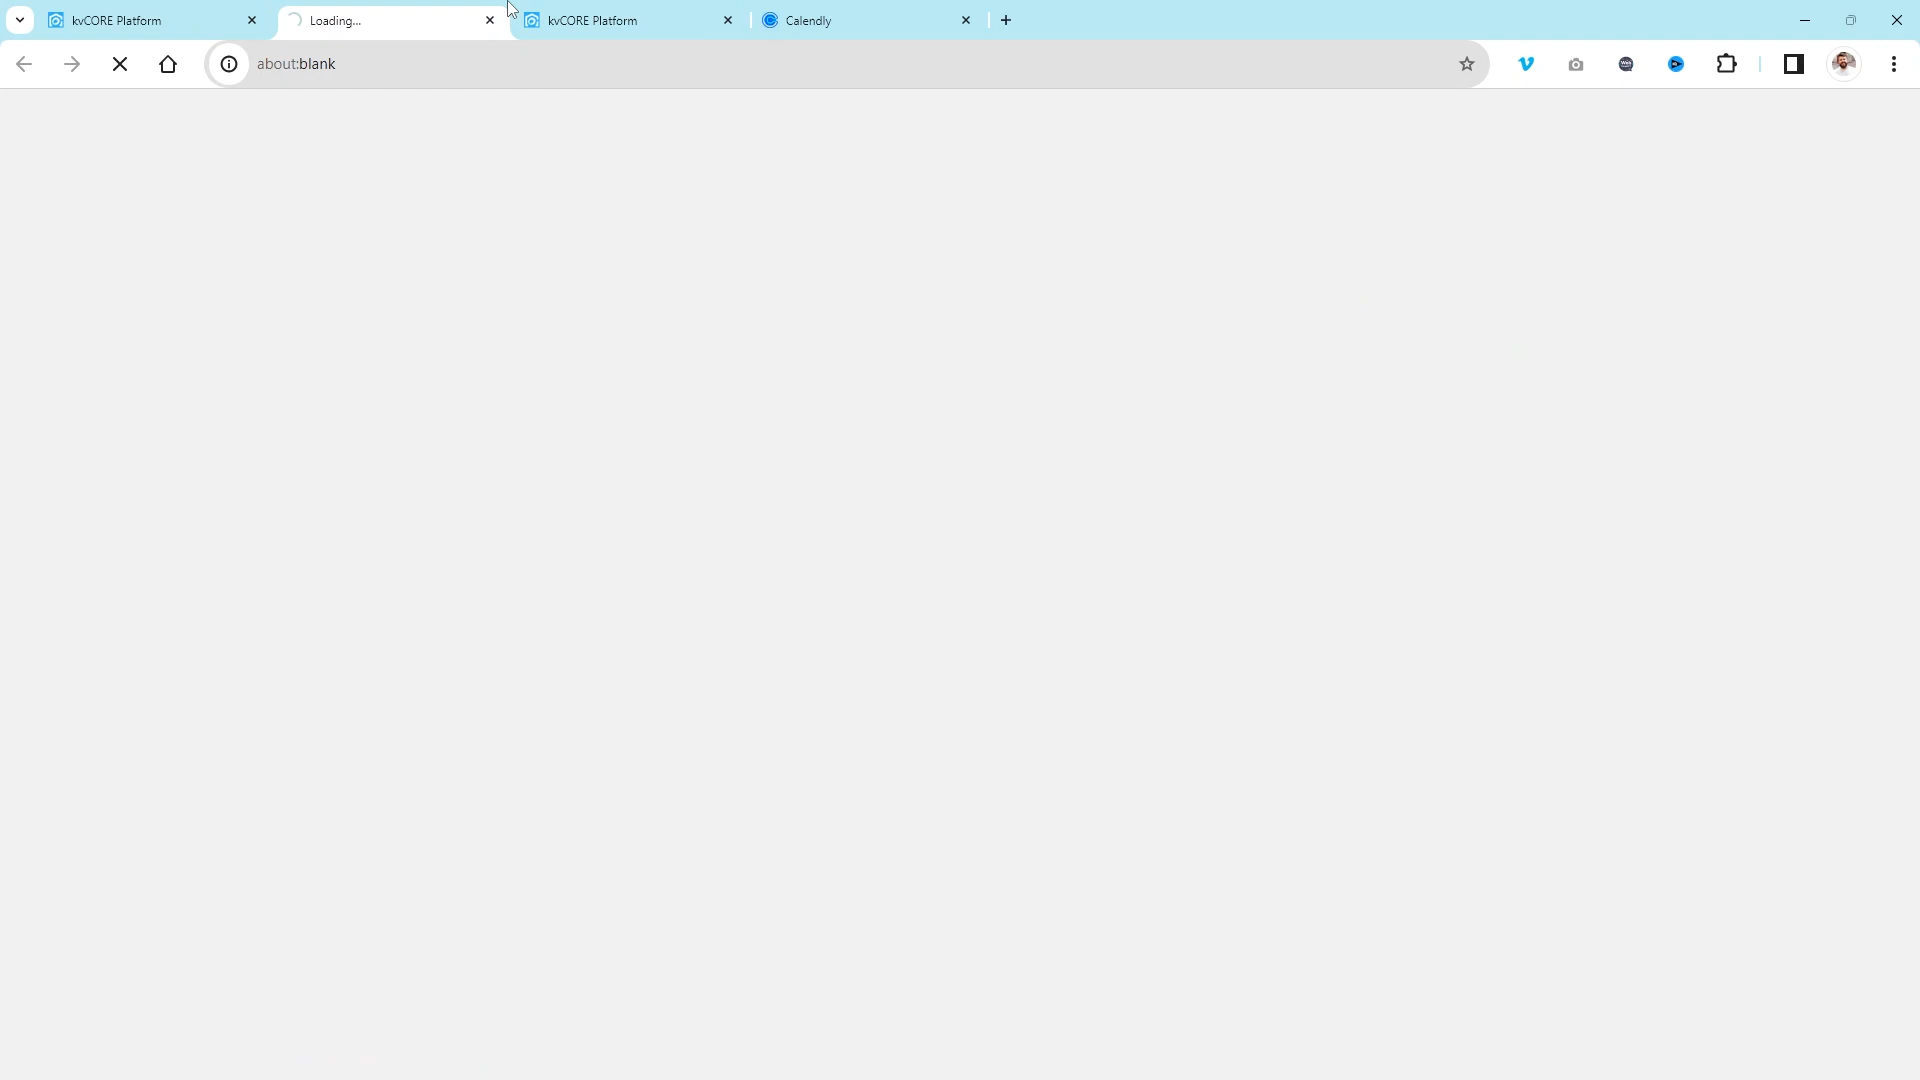 kvCORE Platform
Loading...
kvCORE Platform
Calendly
about:blank